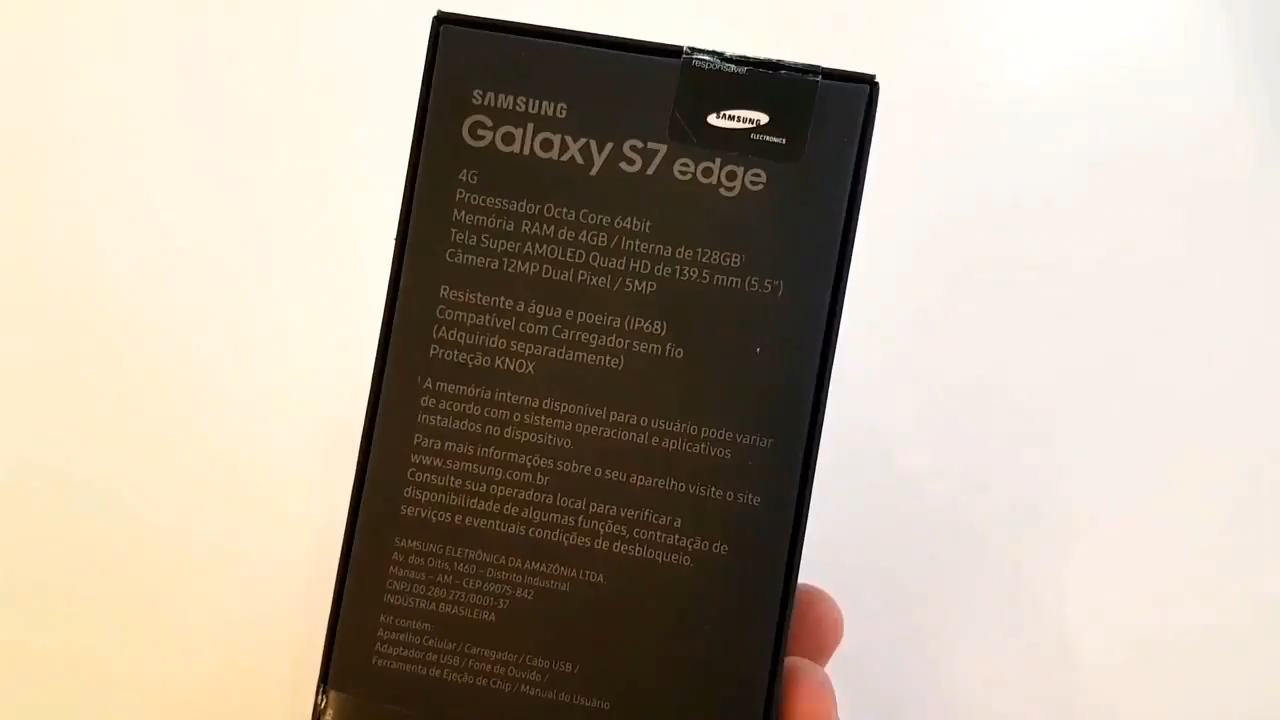 responsável.
SAMSUNG
ELECTRONICS
SAMSUNG
Galaxy S7 edge
4G
Processador Octa Core 64bit
Memória RAM de 4GB / Interna de 128GB¹
Tela Super AMOLED Quad HD de 139.5 mm (5.5")
Câmera 12MP Dual Pixel / 5MP
Resistente a água e poeira (IP68)
Compatível com Carregador sem fio
(Adquirido separadamente)
Proteção KNOX
¹ A memória interna disponível para o usuário pode variar
de acordo com o sistema operacional e aplicativos
instalados no dispositivo.
Para mais informações sobre o seu aparelho visite o site
www.samsung.com.br
Consulte sua operadora local para verificar a
disponibilidade de algumas funções, contratação de
serviços e eventuais condições de desbloqueio.
SAMSUNG ELETRÔNICA DA AMAZÔNIA LTDA.
Av. dos Oitis, 1460 – Distrito Industrial
Manaus – AM – CEP 69075-842
CNPJ 00.280 273/0001-37
INDÚSTRIA BRASILEIRA
Kit contém:
Aparelho Celular / Carregador / Cabo USB /
Adaptador de USB / Fone de Ouvido /
Ferramenta de Ejeção de Chip / Manual do Usuário